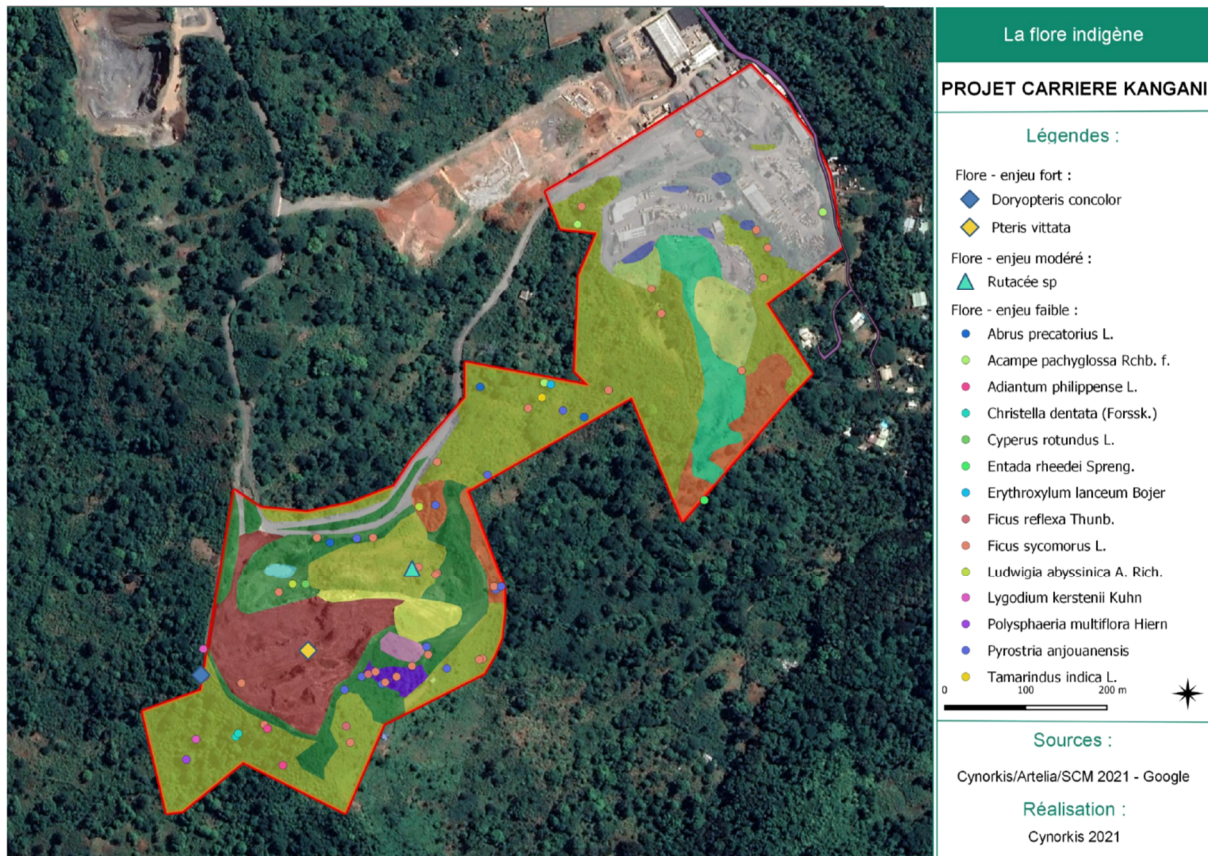 La flore indigène
PROJET CARRIERE KANGANI
Légendes :
Flore - enjeu fort :
Doryopteris concolor
Pteris vittata
Flore - enjeu modéré :
Rutacée sp
Flore - enjeu faible :
Abrus precatorius L.
Acampe pachyglossa Rchb. f.
Adiantum philippense L.
Christella dentata (Forssk.)
Cyperus rotundus L.
Entada rheedei Spreng.
Erythroxylum lanceum Bojer
Ficus reflexa Thunb.
Ficus sycomorus L.
Ludwigia abyssinica A. Rich.
Lygodium kerstenii Kuhn
Polysphaeria multiflora Hiern
Pyrostria anjouanensis
Tamarindus indica L.
0 100 200 m
Sources :
Cynorkis/Artelia/SCM 2021 - Google
Réalisation :
Cynorkis 2021